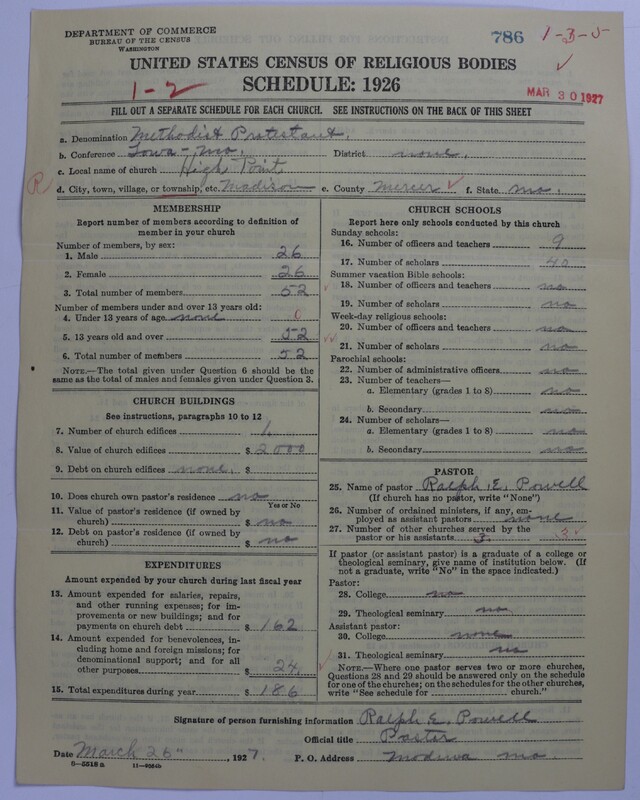 DEPARTMENT OF COMMERCE
BUREAU OF THE CENSUS
WASHINGTON
786
1-3-5
UNITED STATES CENSUS OF RELIGIOUS BODIES
1-2
SCHEDULE: 1926
MAR 30 1927
FILL OUT A SEPARATE SCHEDULE FOR EACH CHURCH. SEE INSTRUCTIONS ON THE BACK OF THIS SHEET
a. Denomination Methodist Protestant.
b. Conference Iowa-Mo. District none.
c. Local name of church High Point
R d. City, town, village, or township, etc. Madison e. County Mercer f. State Mo.
MEMBERSHIP
Report number of members according to definition of
member in your church
Number of members, by sex:
1. Male 26
2. Female 26
3. Total number of members 52
Number of members under and over 13 years old:
4. Under 13 years of age none 0
5. 13 years old and over 52
6. Total number of members 52
NOTE.—The total given under Question 6 should be
the same as the total of males and females given under Question 3.
CHURCH BUILDINGS
See instructions, paragraphs 10 to 12
7. Number of church edifices 1
8. Value of church edifices $ 2000
9. Debt on church edifices none. $
10. Does church own pastor's residence no
Yes or No
11. Value of pastor's residence (if owned by
church) $ no
12. Debt on pastor's residence (if owned by
church) $ no
EXPENDITURES
Amount expended by your church during last fiscal year
13. Amount expended for salaries, repairs,
and other running expenses; for im-
provements or new buildings; and for
payments on church debt $ 162
14. Amount expended for benevolences, in-
cluding home and foreign missions; for
denominational support; and for all
other purposes $ 24
15. Total expenditures during year $ 186
CHURCH SCHOOLS
Report here only schools conducted by this church
Sunday schools:
16. Number of officers and teachers 9
17. Number of scholars 40
Summer vacation Bible schools:
18. Number of officers and teachers no
19. Number of scholars no
Week-day religious schools:
20. Number of officers and teachers no
21. Number of scholars no
Parochial schools:
22. Number of administrative officers no
23. Number of teachers—
a. Elementary (grades 1 to 8) no
b. Secondary no
24. Number of scholars—
a. Elementary (grades 1 to 8) no
b. Secondary no
PASTOR
25. Name of pastor Ralph E. Powell
(If church has no pastor, write "None")
26. Number of ordained ministers, if any, em-
ployed as assistant pastors none
27. Number of other churches served by the
pastor or his assistants 3. 3
If pastor (or assistant pastor) is a graduate of a college or
theological seminary, give name of institution below. (If
not a graduate, write "No" in the space indicated.)
Pastor:
28. College no
29. Theological seminary no
Assistant pastor:
30. College none
31. Theological seminary no
NOTE.—Where one pastor serves two or more churches,
Questions 28 and 29 should be answered only on the schedule
for one of the churches; on the schedules for the other churches,
write "See schedule for church."
Signature of person furnishing information Ralph E. Powell
Official title Pastor
Date March 26", 1927. P. O. Address Modena Mo.
8-5518 a 11-9584b